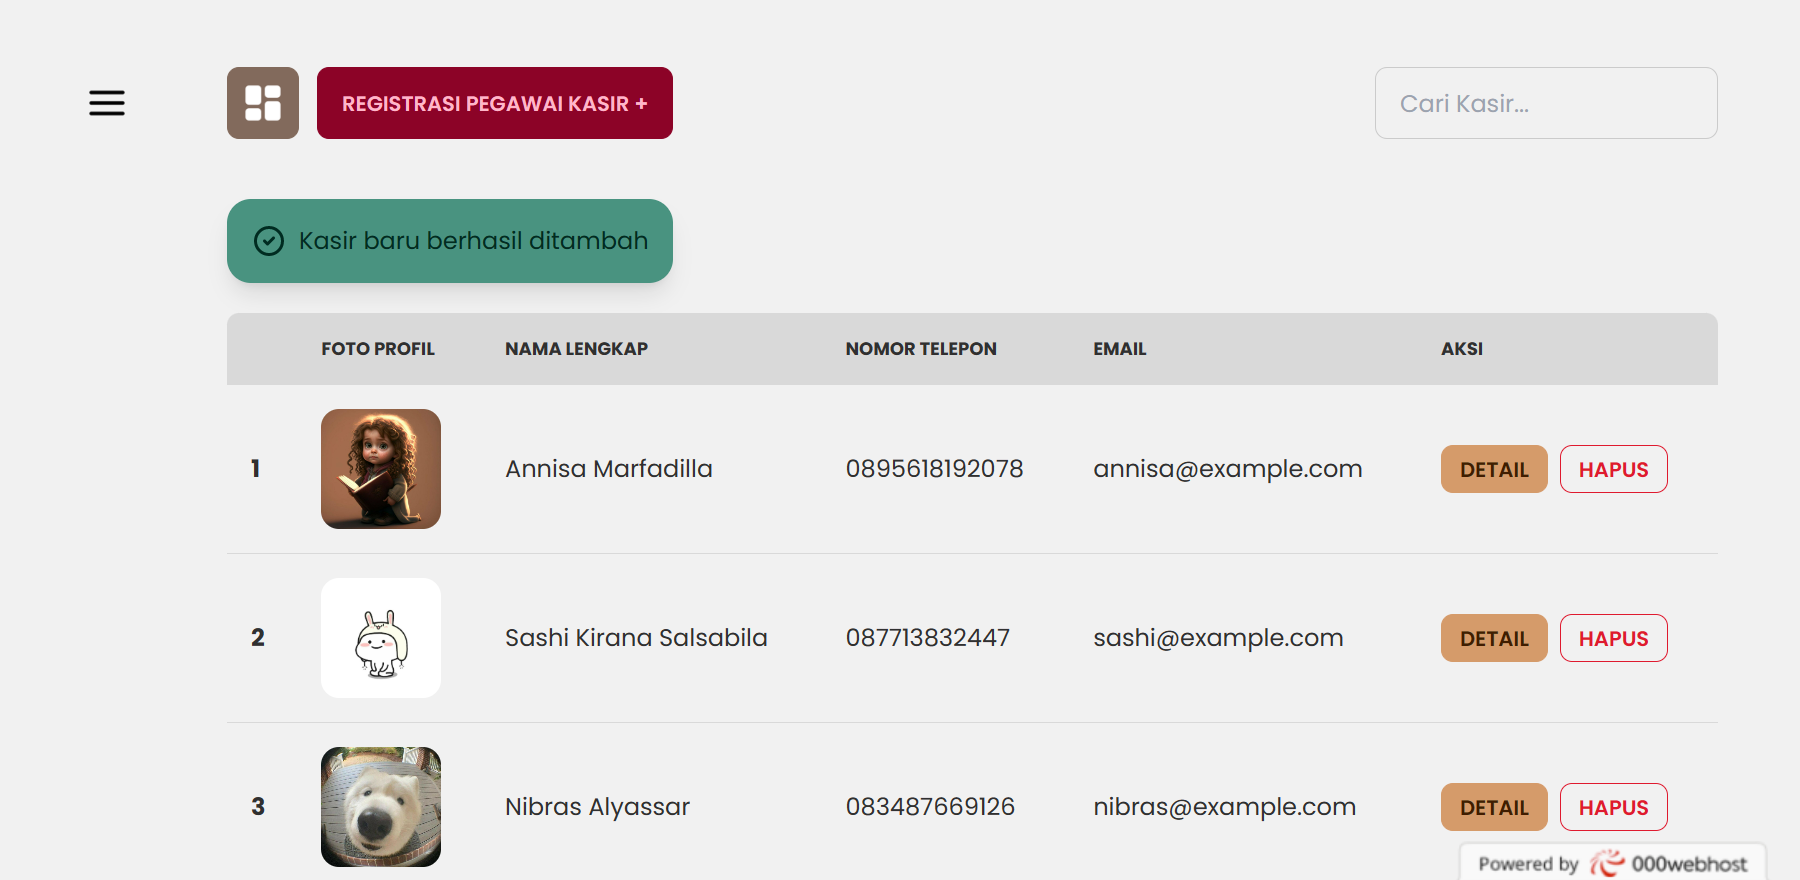 REGISTRASI PEGAWAI KASIR +
Cari Kasir...
Kasir baru berhasil ditambah
FOTO PROFIL NAMA LENGKAP NOMOR TELEPON EMAIL AKSI
1 Annisa Marfadilla 0895618192078 annisa@example.com DETAIL HAPUS
2 Sashi Kirana Salsabila 087713832447 sashi@example.com DETAIL HAPUS
3 Nibras Alyassar 083487669126 nibras@example.com DETAIL HAPUS
Powered by 000webhost